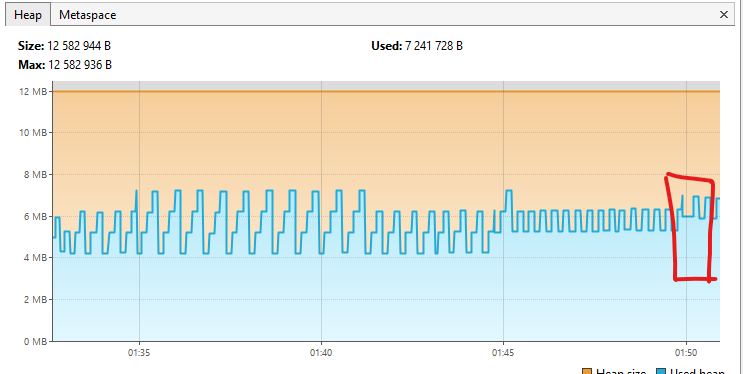 Heap Metaspace ×
Size: 12 582 944 B Used: 7 241 728 B
Max: 12 582 936 B
12 MB
10 MB
8 MB
6 MB
4 MB
2 MB
0 MB
01:35 01:40 01:45 01:50
Heap size Used heap